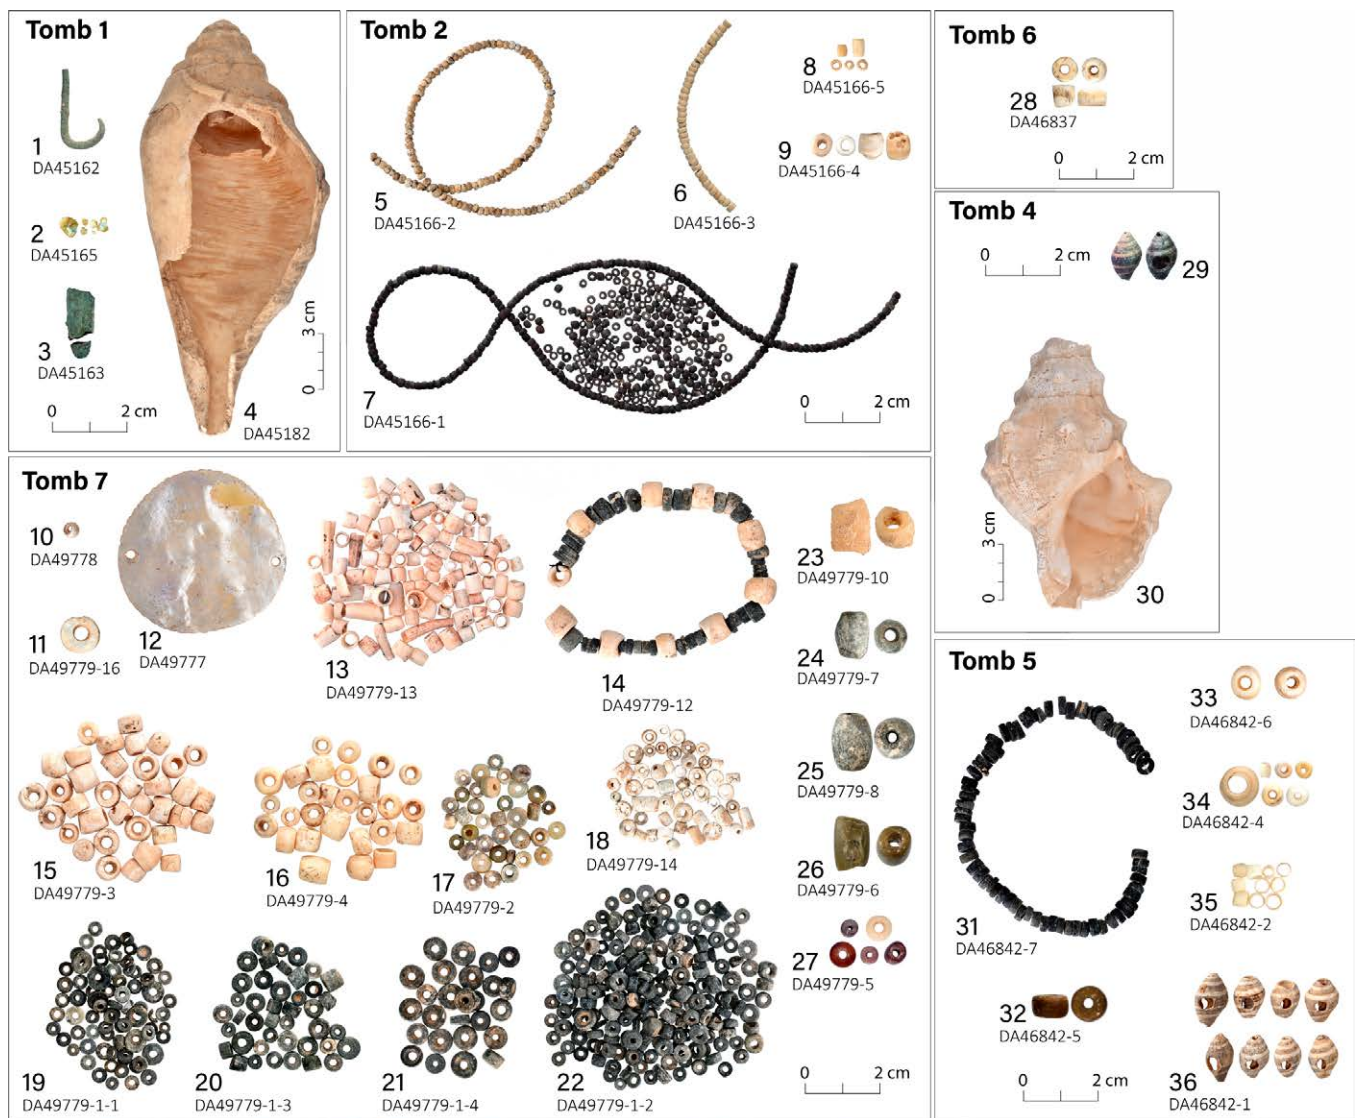 Tomb 1
1
DA45162
2
DA45165
3
DA45163
0 2 cm
0 3 cm
4
DA45182
Tomb 2
5
DA45166-2
6
DA45166-3
8
DA45166-5
9
DA45166-4
7
DA45166-1
0 2 cm
Tomb 6
28
DA46837
0 2 cm
Tomb 4
0 2 cm
29
0 3 cm
30
Tomb 7
10
DA49778
11
DA49779-16
12
DA49777
13
DA49779-13
14
DA49779-12
23
DA49779-10
24
DA49779-7
25
DA49779-8
26
DA49779-6
27
DA49779-5
15
DA49779-3
16
DA49779-4
17
DA49779-2
18
DA49779-14
19
DA49779-1-1
20
DA49779-1-3
21
DA49779-1-4
22
DA49779-1-2
0 2 cm
Tomb 5
31
DA46842-7
32
DA46842-5
33
DA46842-6
34
DA46842-4
35
DA46842-2
36
DA46842-1
0 2 cm